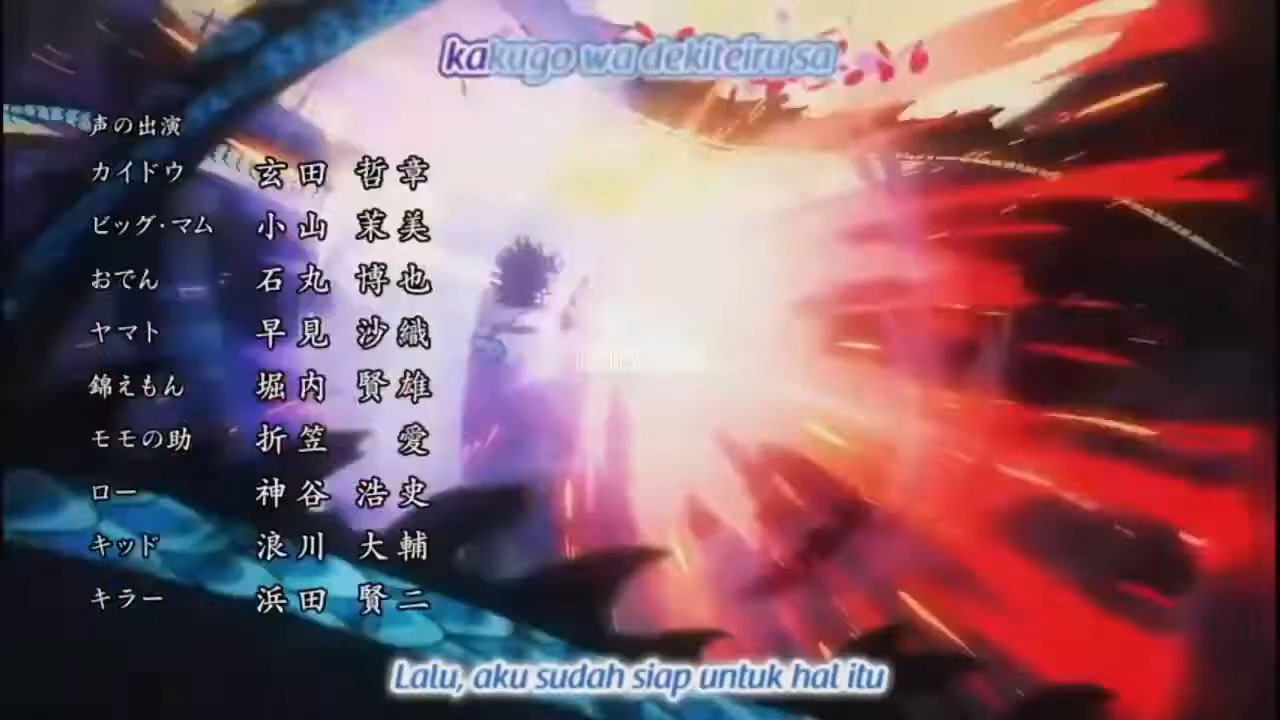 kakugo wa dekiteiru sa
声の出演
カイドウ 玄田 哲章
ビッグ・マム 小山 茉美
おでん 石丸 博也
ヤマト 早見 沙織
錦えもん 堀内 賢雄
モモの助 折笠 愛
ロー 神谷 浩史
キッド 浪川 大輔
キラー 浜田 賢二
Lalu, aku sudah siap untuk hal itu